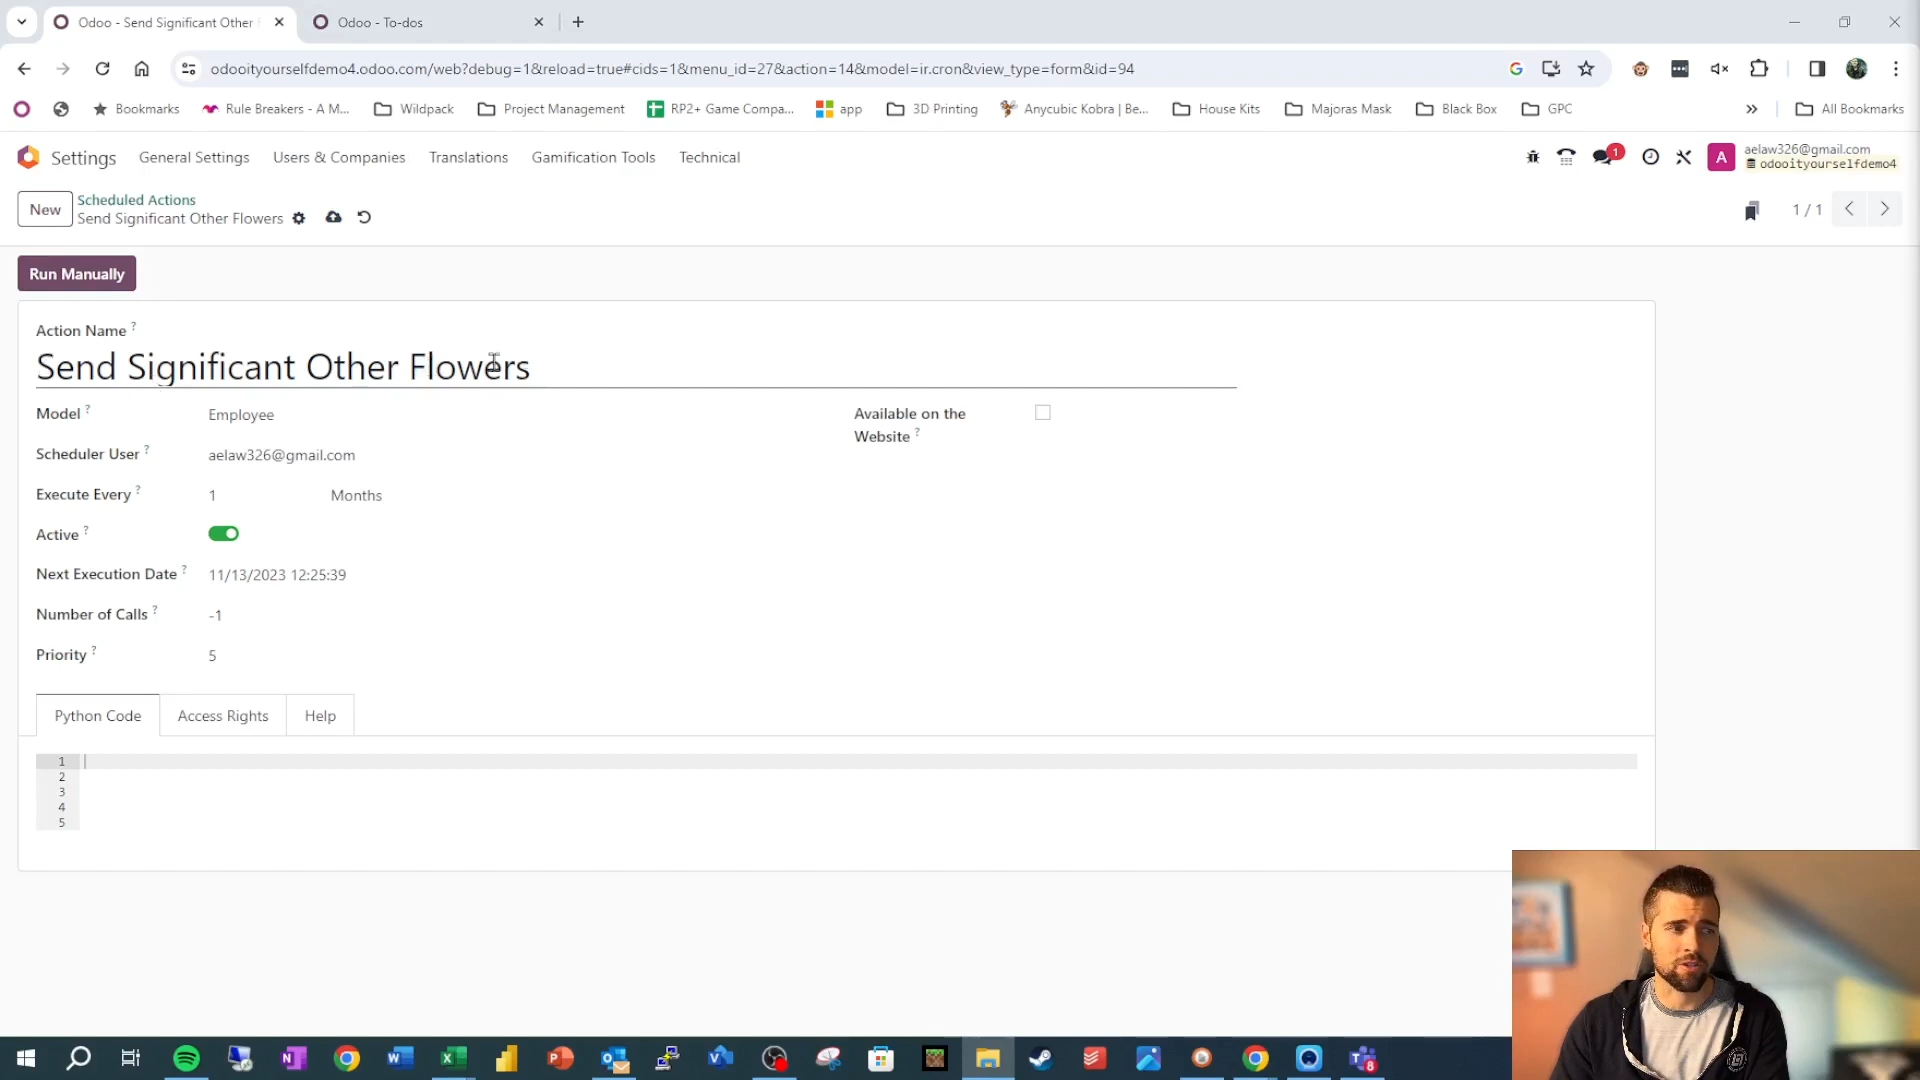 Odoo - Send Significant Other
Odoo - To-dos
odooityourselfdemo4.odoo.com/web?debug=1&reload=true#cids=1&menu_id=27&action=14&model=ir.cron&view_type=form&id=94
Bookmarks
Rule Breakers - A M...
Wildpack
Project Management
RP2+ Game Compa...
app
3D Printing
Anycubic Kobra | Be...
House Kits
Majoras Mask
Black Box
GPC
»
All Bookmarks
Settings
General Settings
Users & Companies
Translations
Gamification Tools
Technical
1
A
aelaw326@gmail.com
odooityourselfdemo4
New
Scheduled Actions
Send Significant Other Flowers
1 / 1
Run Manually
Action Name ?
Send Significant Other Flowers
Model ?
Employee
Available on the
Website ?
Scheduler User ?
aelaw326@gmail.com
Execute Every ?
1
Months
Active ?
Next Execution Date ?
11/13/2023 12:25:39
Number of Calls ?
-1
Priority ?
5
Python Code
Access Rights
Help
1
2
3
4
5